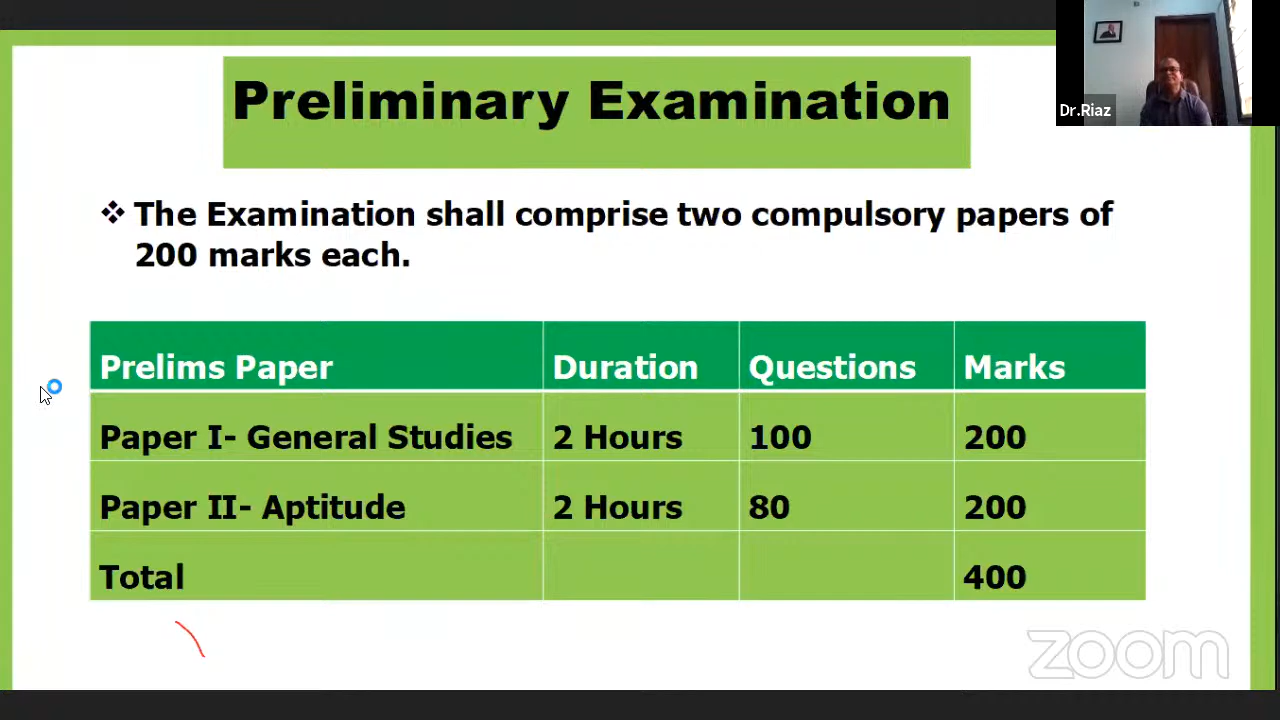 Preliminary Examination
Dr.Riaz
❖ The Examination shall comprise two compulsory papers of
200 marks each.
Prelims Paper Duration Questions Marks
Paper I- General Studies 2 Hours 100 200
Paper II- Aptitude 2 Hours 80 200
Total 400
zoom